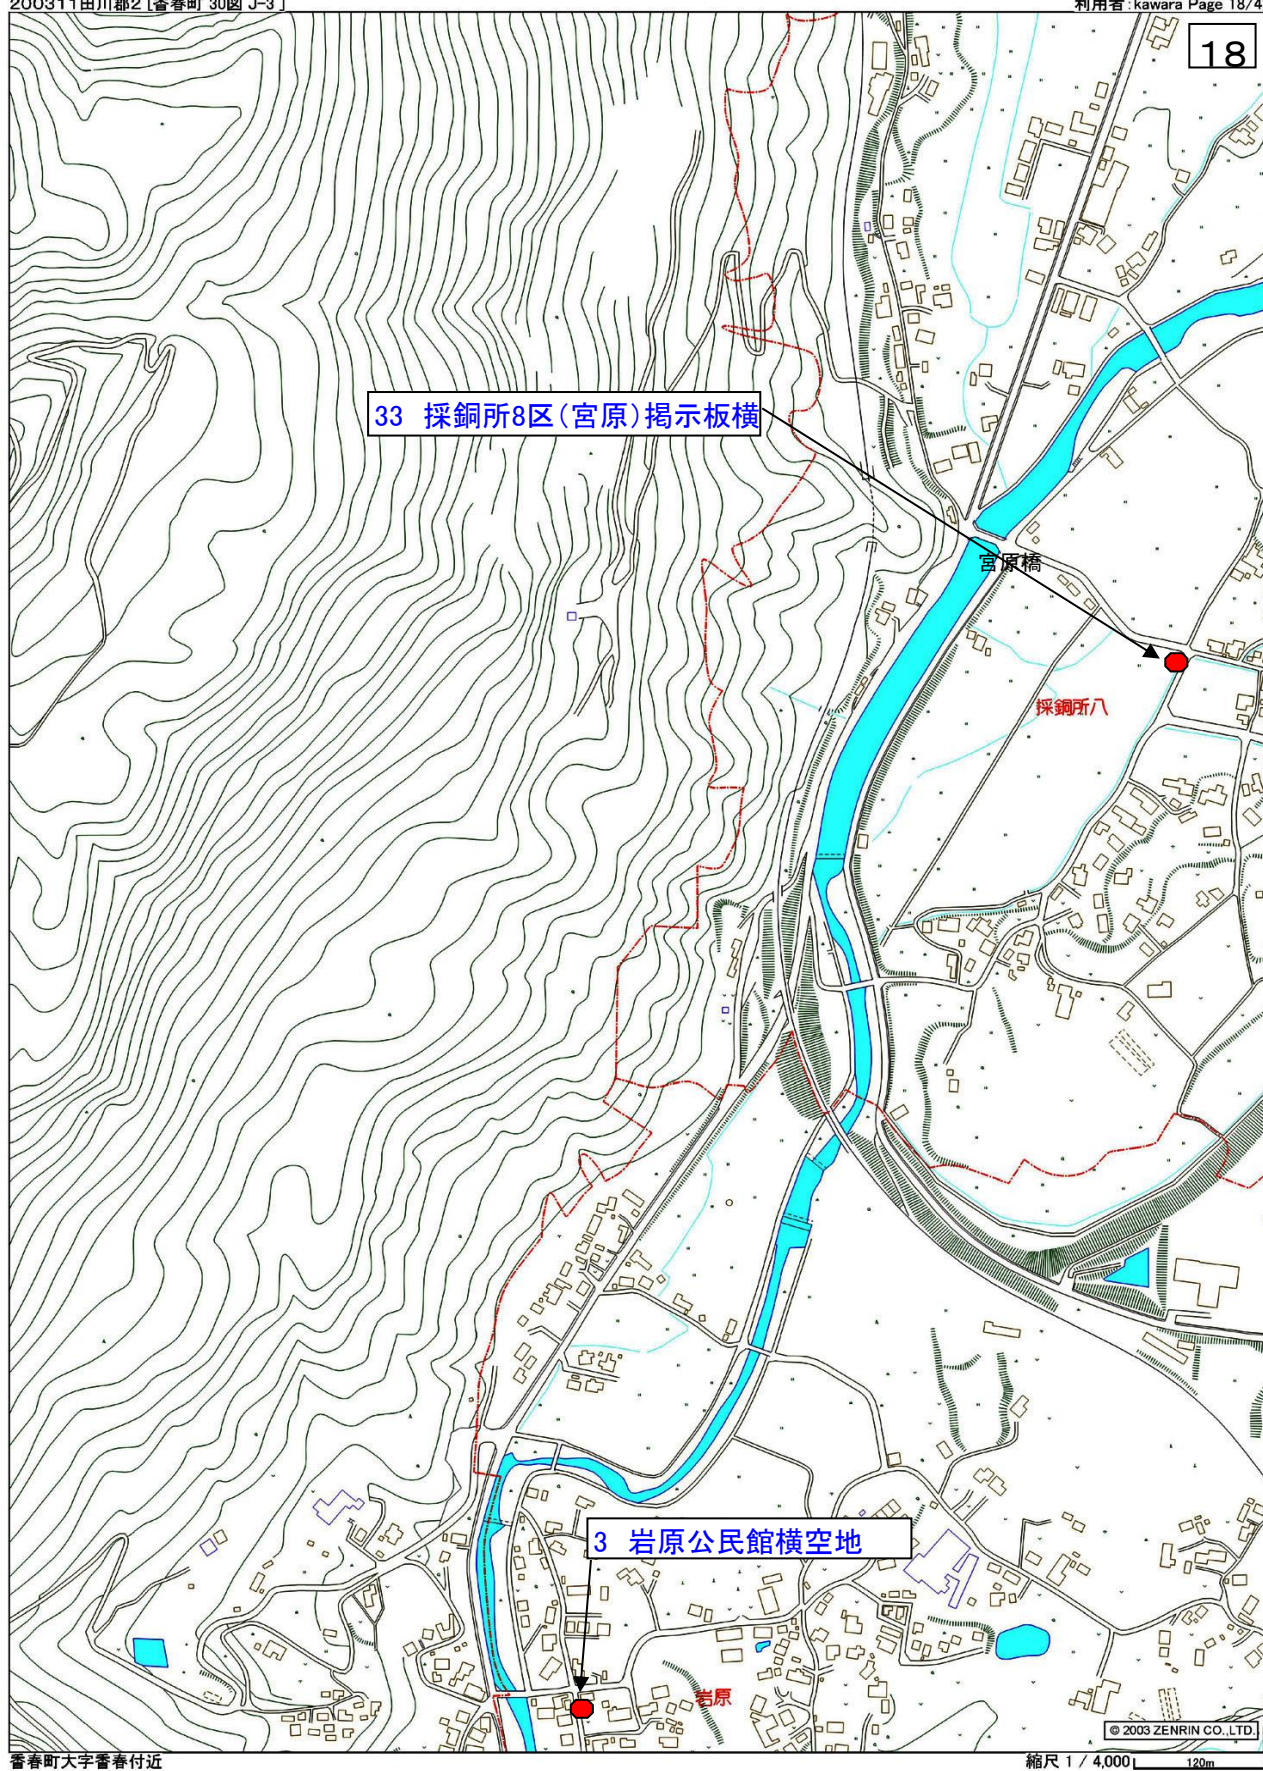 200311田川郡2 [香春町 30図 J-3 ]
利用者:kawara Page 18/4
18
33 採銅所8区(宮原)掲示板横
宮原橋
採銅所八
3 岩原公民館横空地
岩原
© 2003 ZENRIN CO.,LTD.
香春町大字香春付近
縮尺 1 / 4,000
120m